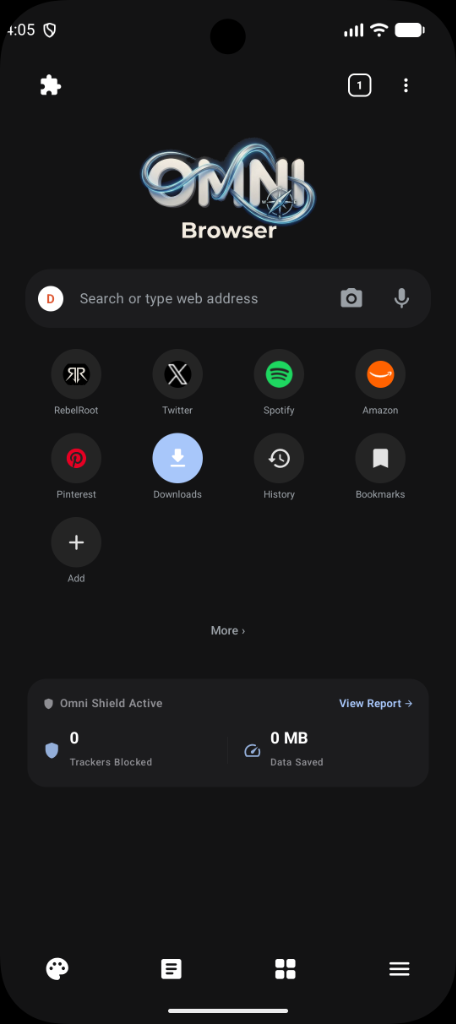 4:05
1
OMNI
Browser
D Search or type web address
RR
RebelRoot Twitter Spotify Amazon
Pinterest Downloads History Bookmarks
Add
More ›
Omni Shield Active View Report →
0 0 MB
Trackers Blocked Data Saved